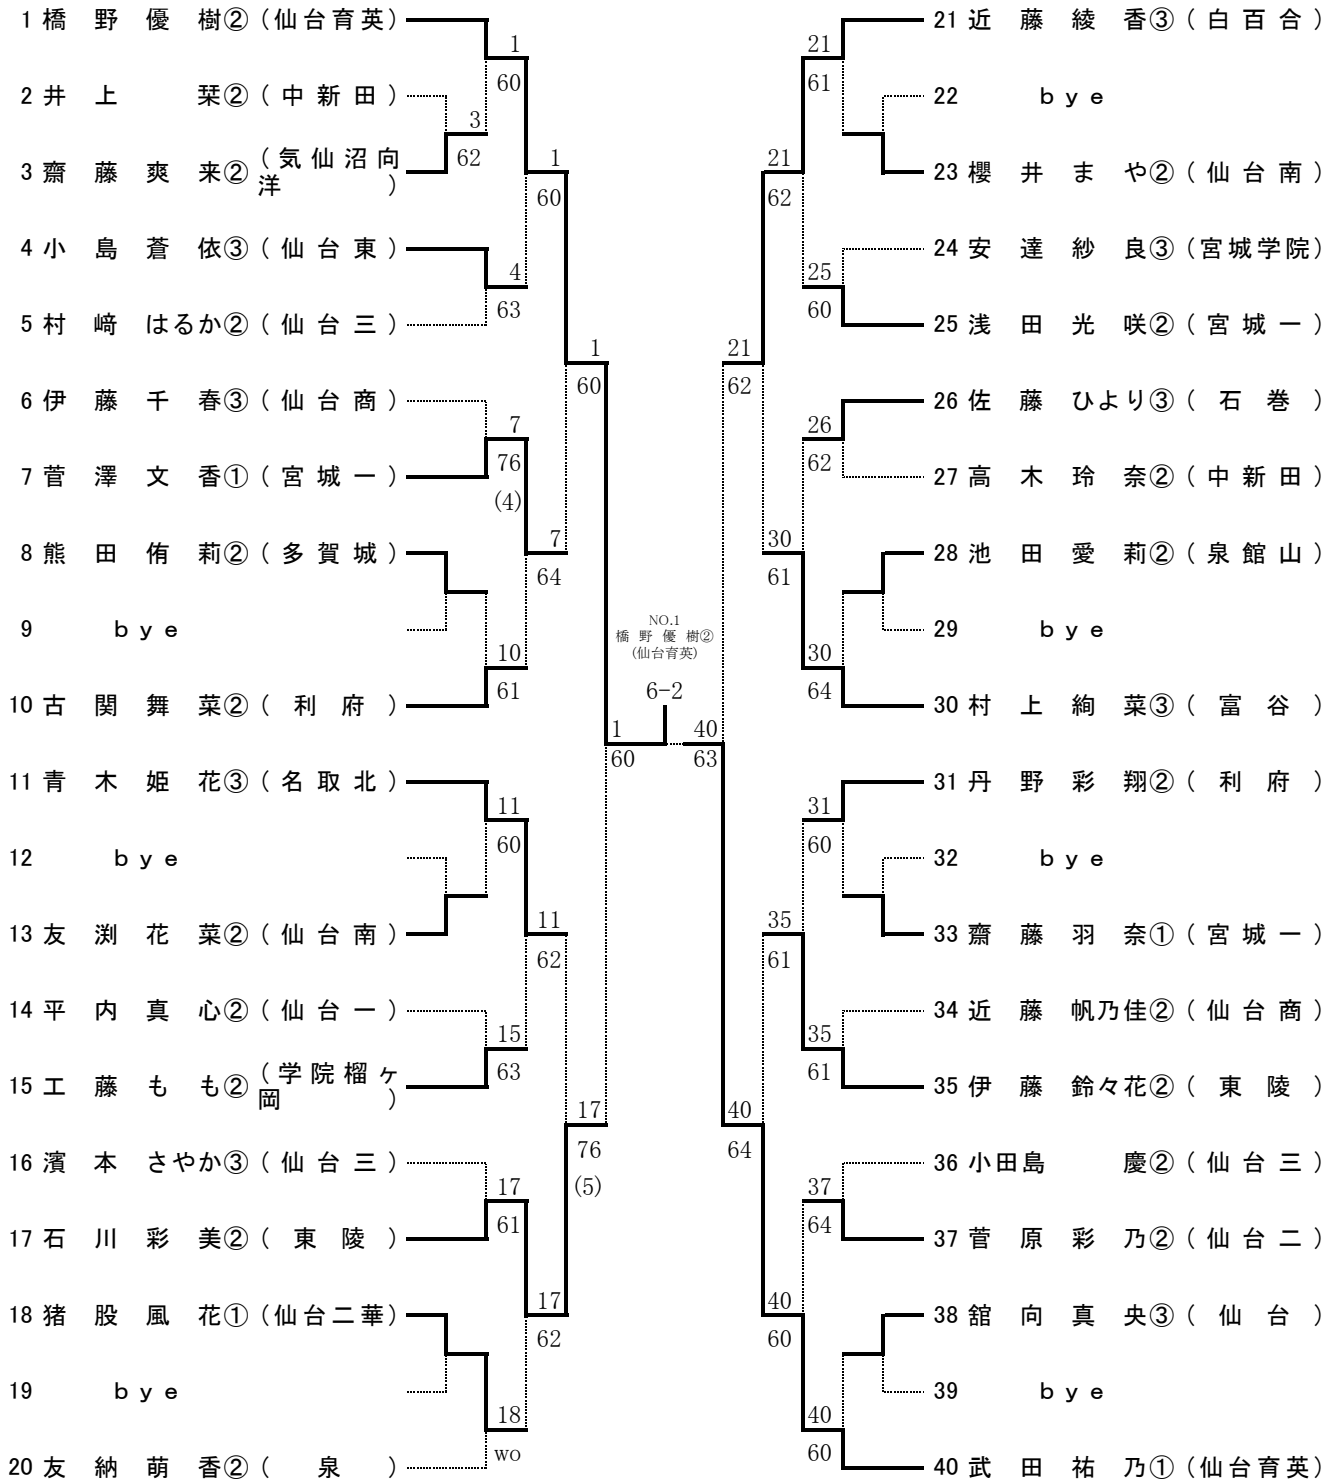 1 橋野優樹②(仙台育英)
2 井上栞②(中新田)
3 齋藤爽来②(気仙沼向洋)
4 小島蒼依③(仙台東)
5 村﨑はるか②(仙台三)
6 伊藤千春③(仙台商)
7 菅澤文香①(宮城一)
8 熊田侑莉②(多賀城)
9 bye
10 古関舞菜②(利府)
11 青木姫花③(名取北)
12 bye
13 友渕花菜②(仙台南)
14 平内真心②(仙台一)
15 工藤もも②(学院榴ヶ岡)
16 濱本さやか③(仙台三)
17 石川彩美②(東陵)
18 猪股風花①(仙台二華)
19 bye
20 友納萌香②(泉)
1
60
3
62
4
63
7
76
(4)
10
61
11
60
15
63
17
61
18
wo
1
60
7
64
11
62
17
62
1
60
17
76
(5)
1
60
NO.1
橋野優樹②
(仙台育英)
6-2
40
63
21
62
40
64
21
62
30
61
35
61
40
60
21
61
25
60
26
62
30
64
31
60
35
61
37
64
40
60
21 近藤綾香③(白百合)
22 bye
23 櫻井まや②(仙台南)
24 安達紗良③(宮城学院)
25 浅田光咲②(宮城一)
26 佐藤ひより③(石巻)
27 高木玲奈②(中新田)
28 池田愛莉②(泉館山)
29 bye
30 村上絢菜③(富谷)
31 丹野彩翔②(利府)
32 bye
33 齋藤羽奈①(宮城一)
34 近藤帆乃佳②(仙台商)
35 伊藤鈴々花②(東陵)
36 小田島慶②(仙台三)
37 菅原彩乃②(仙台二)
38 舘向真央③(仙台)
39 bye
40 武田祐乃①(仙台育英)